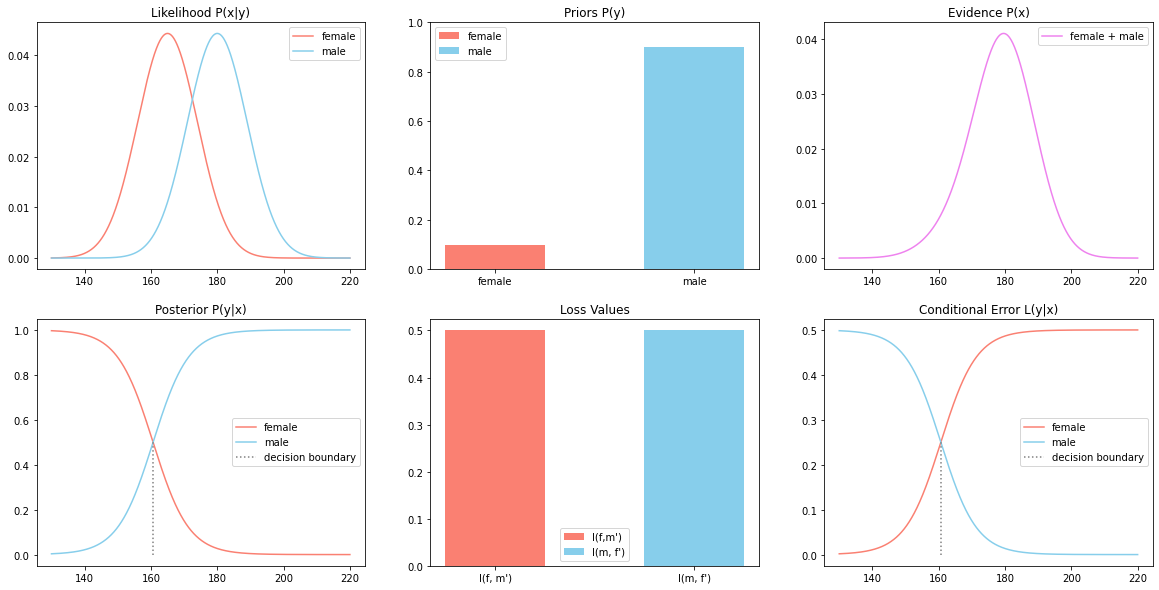 Likelihood P(x|y)
female
male
0.04
0.03
0.02
0.01
0.00
140
160
180
200
220
Priors P(y)
female
male
1.0
0.8
0.6
0.4
0.2
0.0
female
male
Evidence P(x)
female + male
0.04
0.03
0.02
0.01
0.00
140
160
180
200
220
Posterior P(y|x)
female
male
decision boundary
1.0
0.8
0.6
0.4
0.2
0.0
140
160
180
200
220
Loss Values
0.5
0.4
0.3
0.2
0.1
0.0
l(f,m')
l(m, f')
l(f, m')
l(m, f')
Conditional Error L(y|x)
female
male
decision boundary
0.5
0.4
0.3
0.2
0.1
0.0
140
160
180
200
220